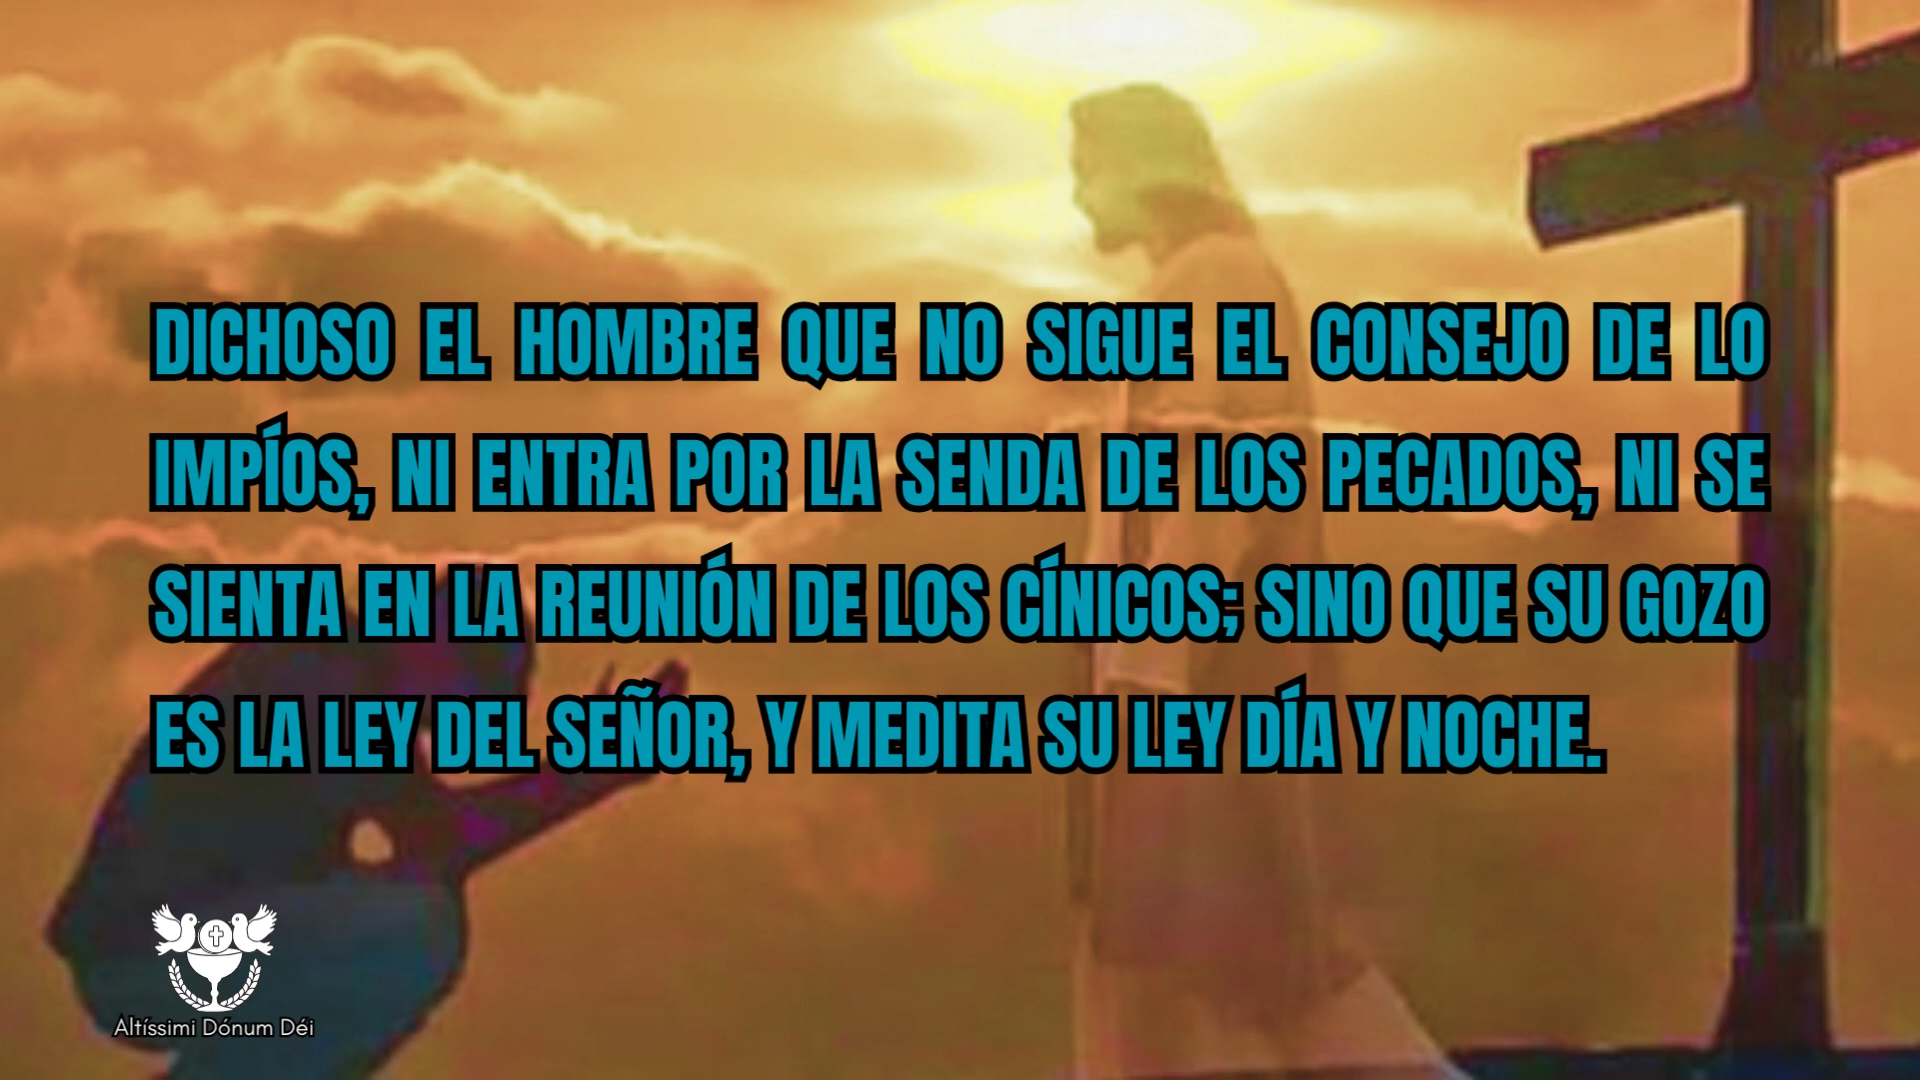 DICHOSO EL HOMBRE QUE NO SIGUE EL CONSEJO DE LO
IMPÍOS, NI ENTRA POR LA SENDA DE LOS PECADOS, NI SE
SIENTA EN LA REUNIÓN DE LOS CÍNICOS; SINO QUE SU GOZO
ES LA LEY DEL SEÑOR, Y MEDITA SU LEY DÍA Y NOCHE.
Altíssimi Dónum Déi